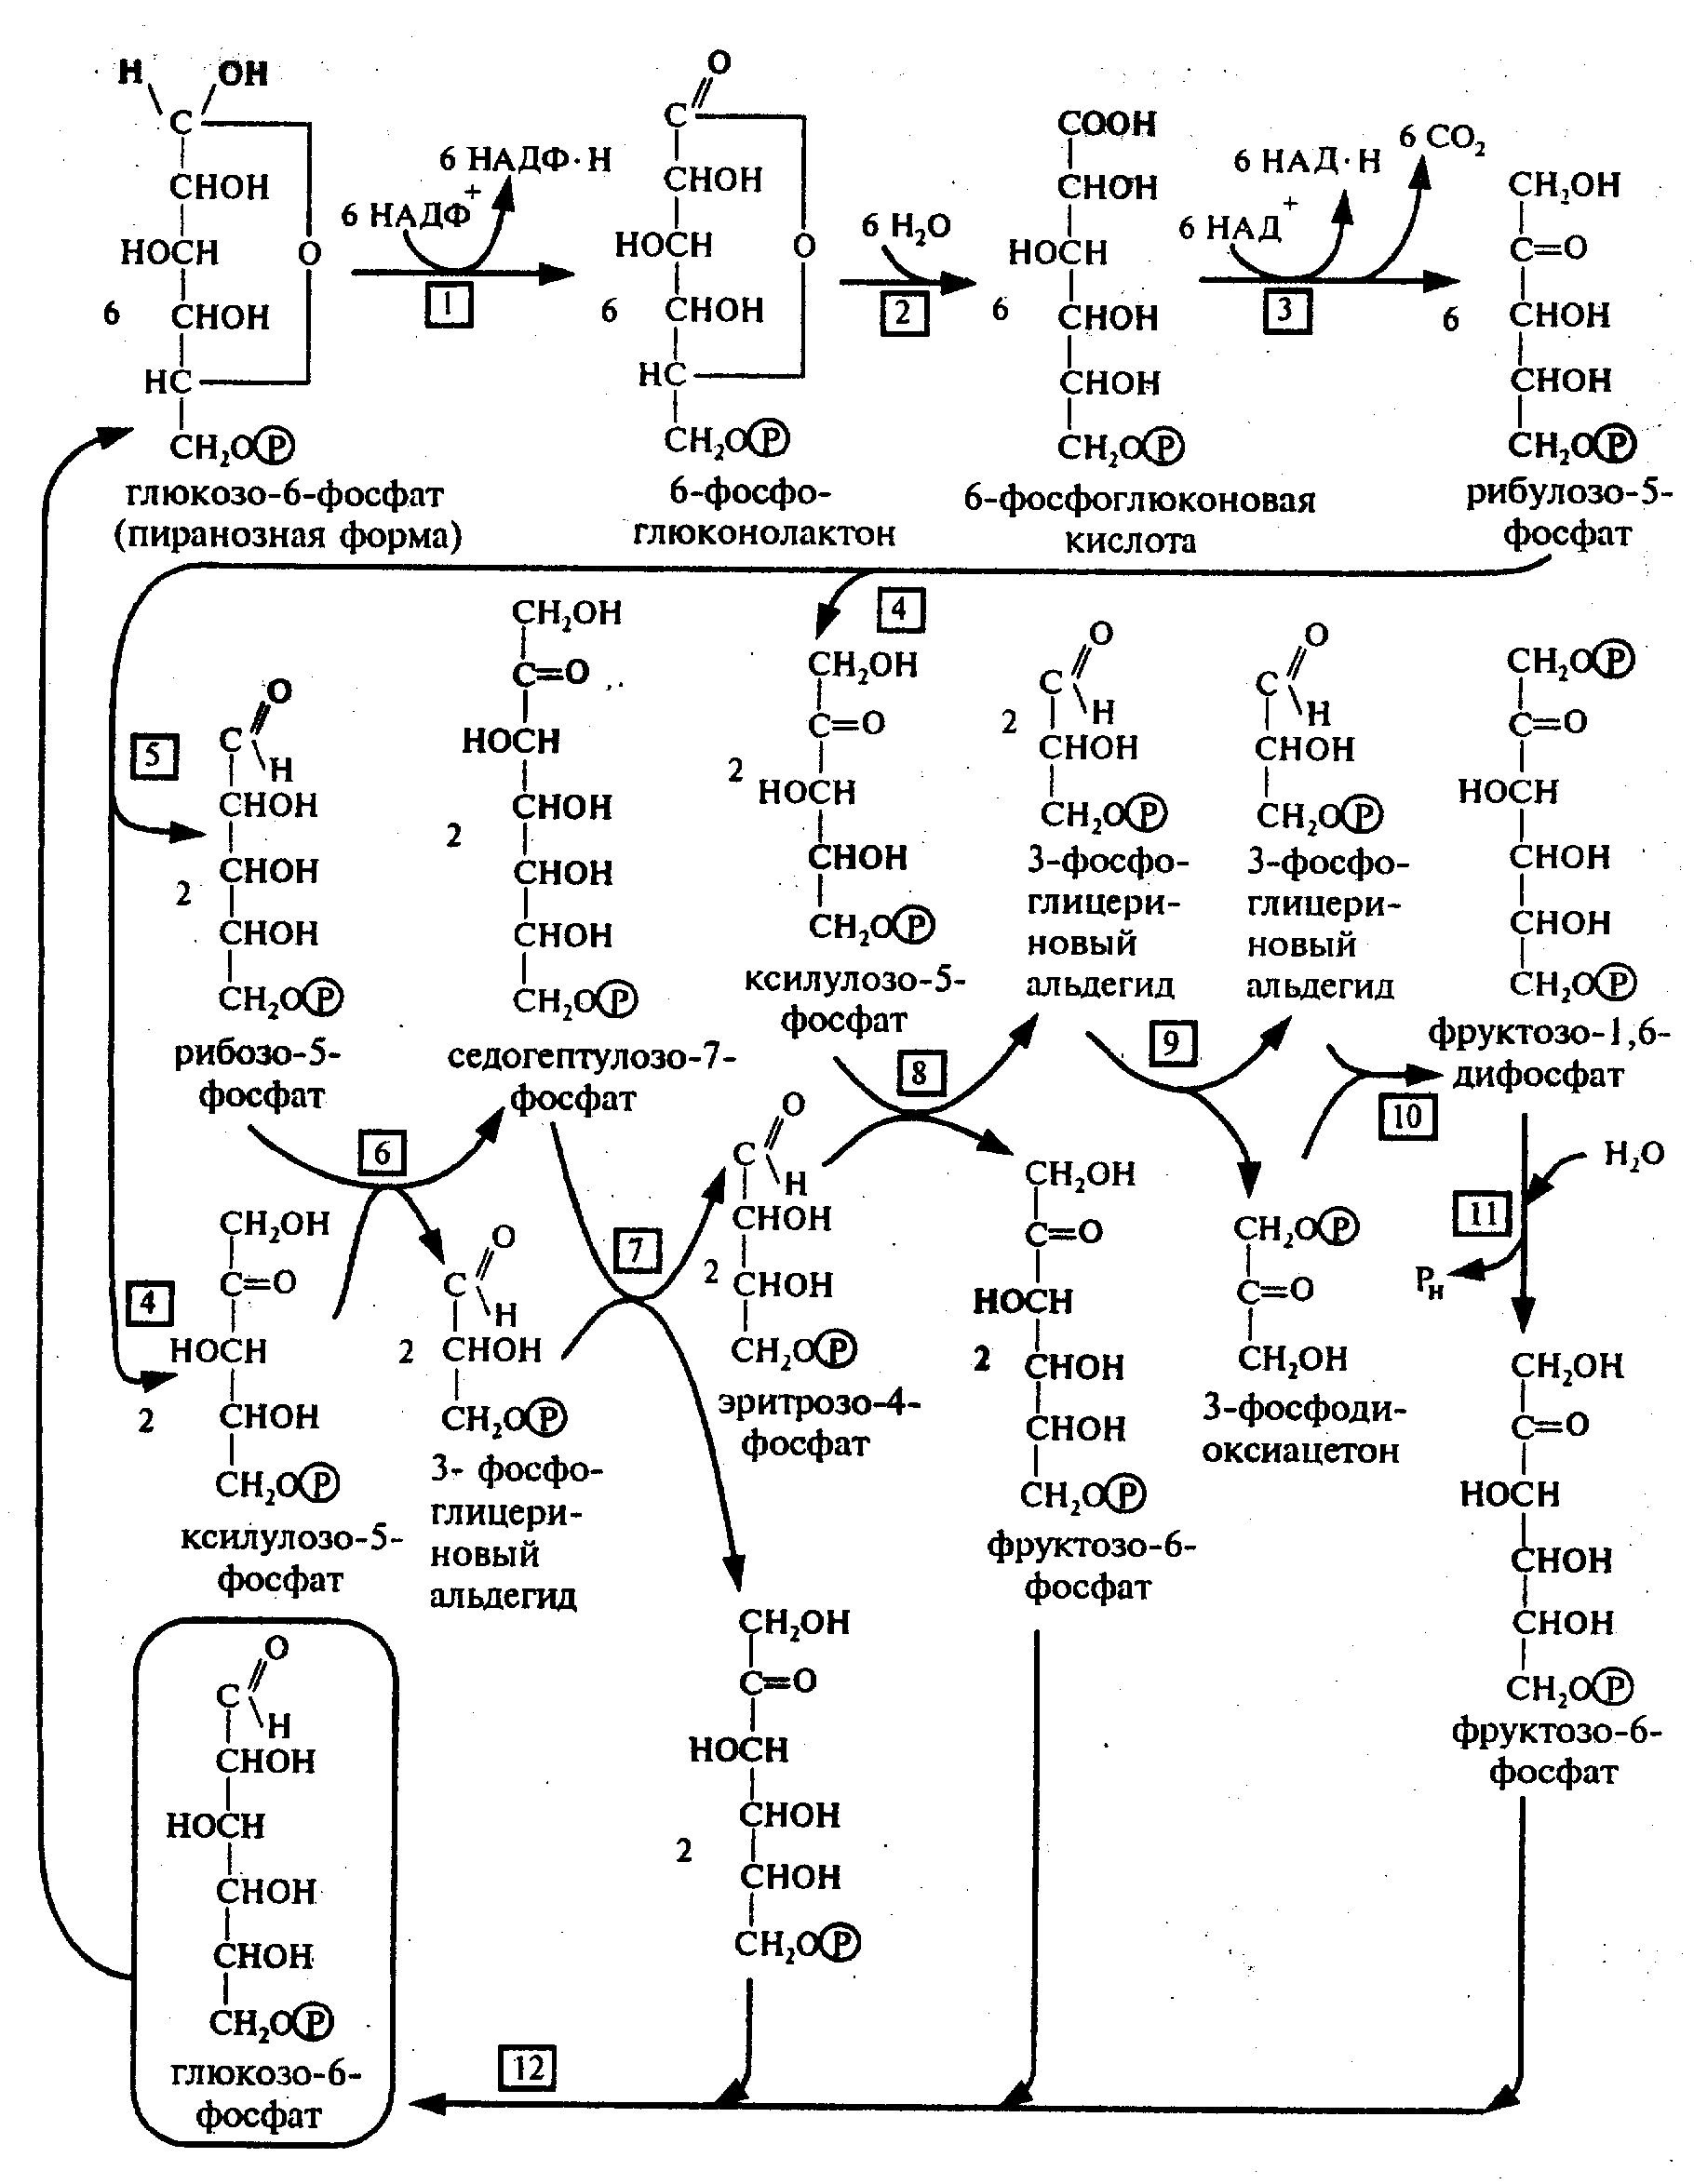 H OH
C
CHOH
HOCH O
6 CHOH
HC
CH₂OⓅ
глюкозо-6-фосфат
(пиранозная форма)
6 НАДФ⁺
6 НАДФ·Н
1
O
C
CHOH
HOCH O
6 CHOH
HC
CH₂OⓅ
6-фосфо-
глюконолактон
6 H₂O
2
COOH
CHOH
HOCH
6 CHOH
CHOH
CH₂OⓅ
6-фосфоглюконовая
кислота
6 НАД⁺
6 НАД·Н
6 CO₂
3
CH₂OH
C=O
6 CHOH
CHOH
CH₂OⓅ
рибулозо-5-
фосфат
4
5
O
C
H
CHOH
2 CHOH
CHOH
CH₂OⓅ
рибозо-5-
фосфат
CH₂OH
C=O
HOCH
2 CHOH
CHOH
CHOH
CH₂OⓅ
седогептулозо-7-
фосфат
CH₂OH
C=O
2 HOCH
CHOH
CH₂OⓅ
ксилулозо-5-
фосфат
O
C
2 H
CHOH
CH₂OⓅ
3-фосфо-
глицери-
новый
альдегид
O
C
H
CHOH
CH₂OⓅ
3-фосфо-
глицери-
новый
альдегид
CH₂OⓅ
C=O
HOCH
CHOH
CHOH
CH₂OⓅ
фруктозо-1,6-
дифосфат
6
7
8
9
10
11
H₂O
Pн
4
CH₂OH
C=O
HOCH
2 CHOH
CH₂OⓅ
ксилулозо-5-
фосфат
O
C
H
2 CHOH
CH₂OⓅ
3- фосфо-
глицери-
новый
альдегид
O
C
H
CHOH
2 CHOH
CH₂OⓅ
эритрозо-4-
фосфат
CH₂OH
C=O
HOCH
2 CHOH
CHOH
CH₂OⓅ
фруктозо-6-
фосфат
CH₂OⓅ
C=O
CH₂OH
3-фосфоди-
оксиацетон
CH₂OH
C=O
HOCH
CHOH
CHOH
CH₂OⓅ
фруктозо-6-
фосфат
CH₂OH
C=O
HOCH
CHOH
2 CHOH
CH₂OⓅ
O
C
H
CHOH
HOCH
CHOH
CHOH
CH₂OⓅ
глюкозо-6-
фосфат
12